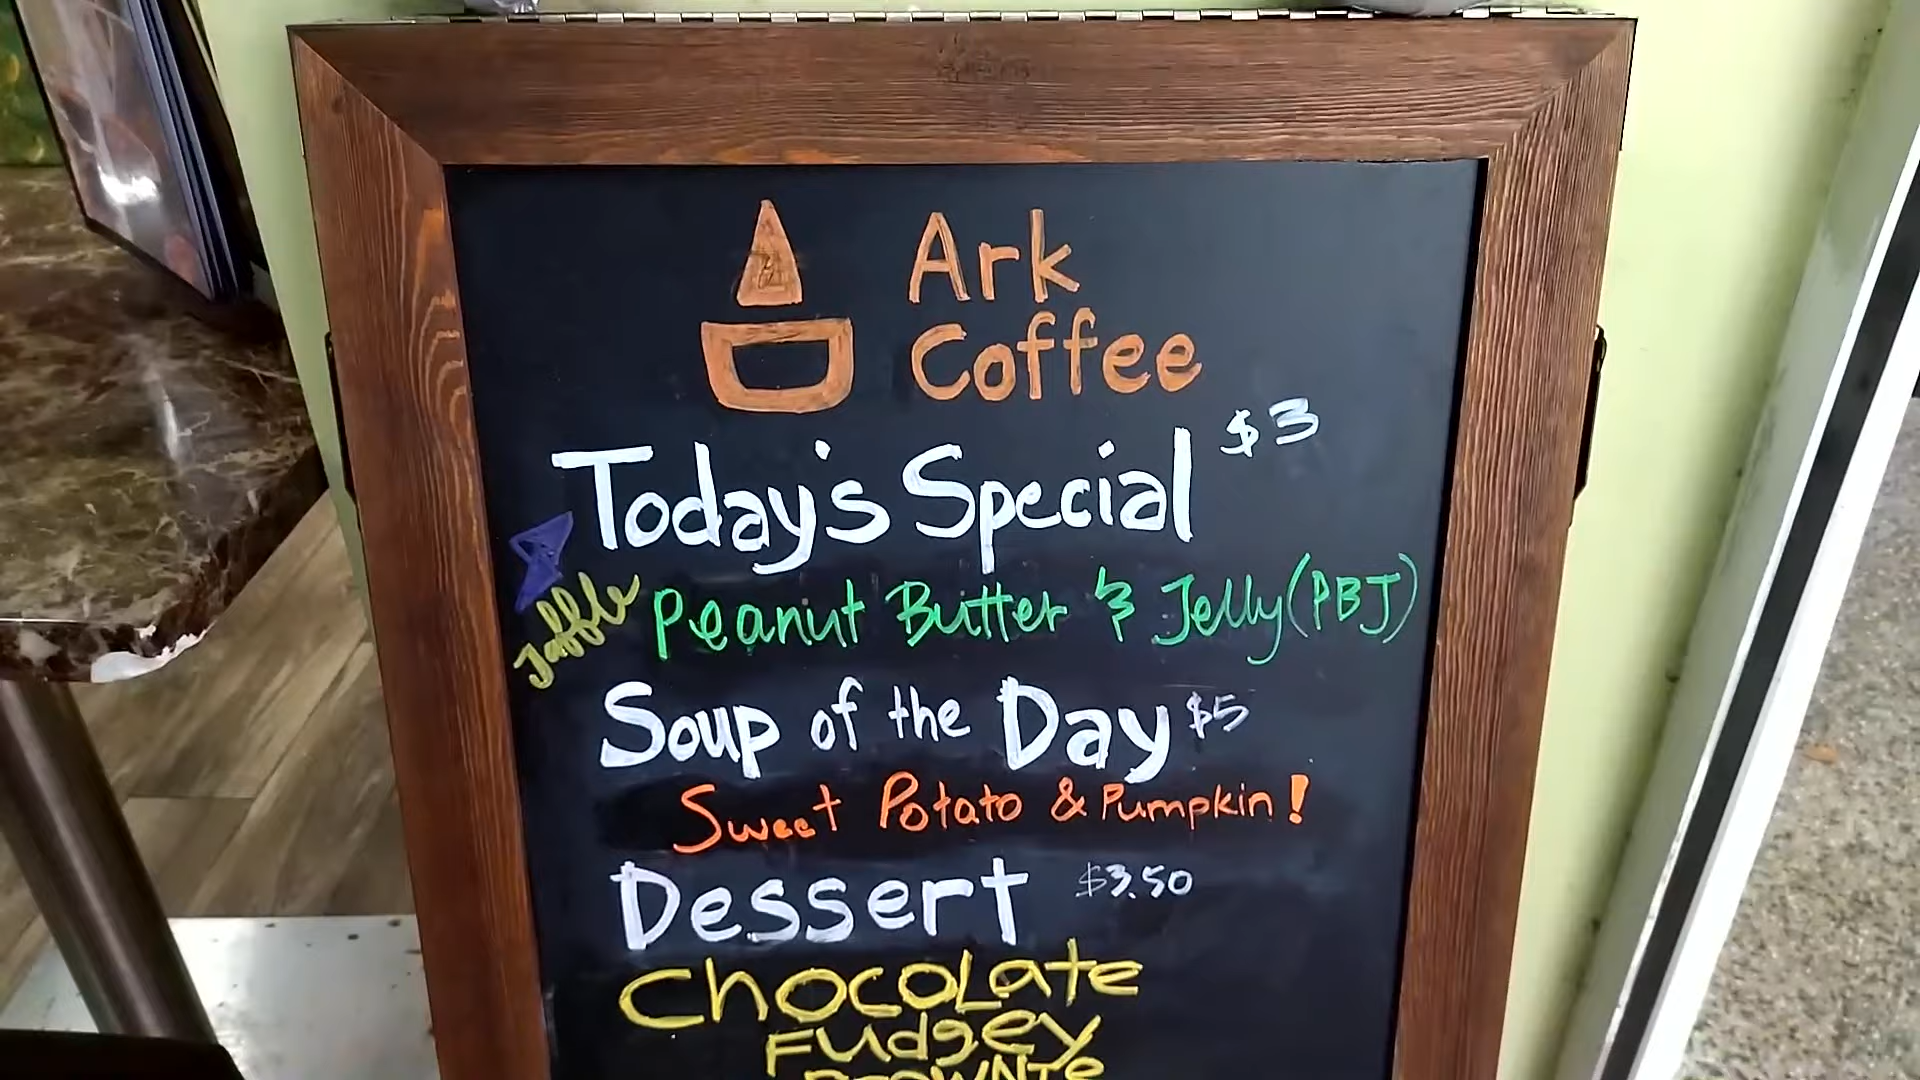 Ark
Coffee
Today's Special $3
Jaffle
Peanut Butter & Jelly (PBJ)
Soup of the Day $5
Sweet Potato & Pumpkin!
Dessert $3.50
Chocolate
Fudgey
Brownie